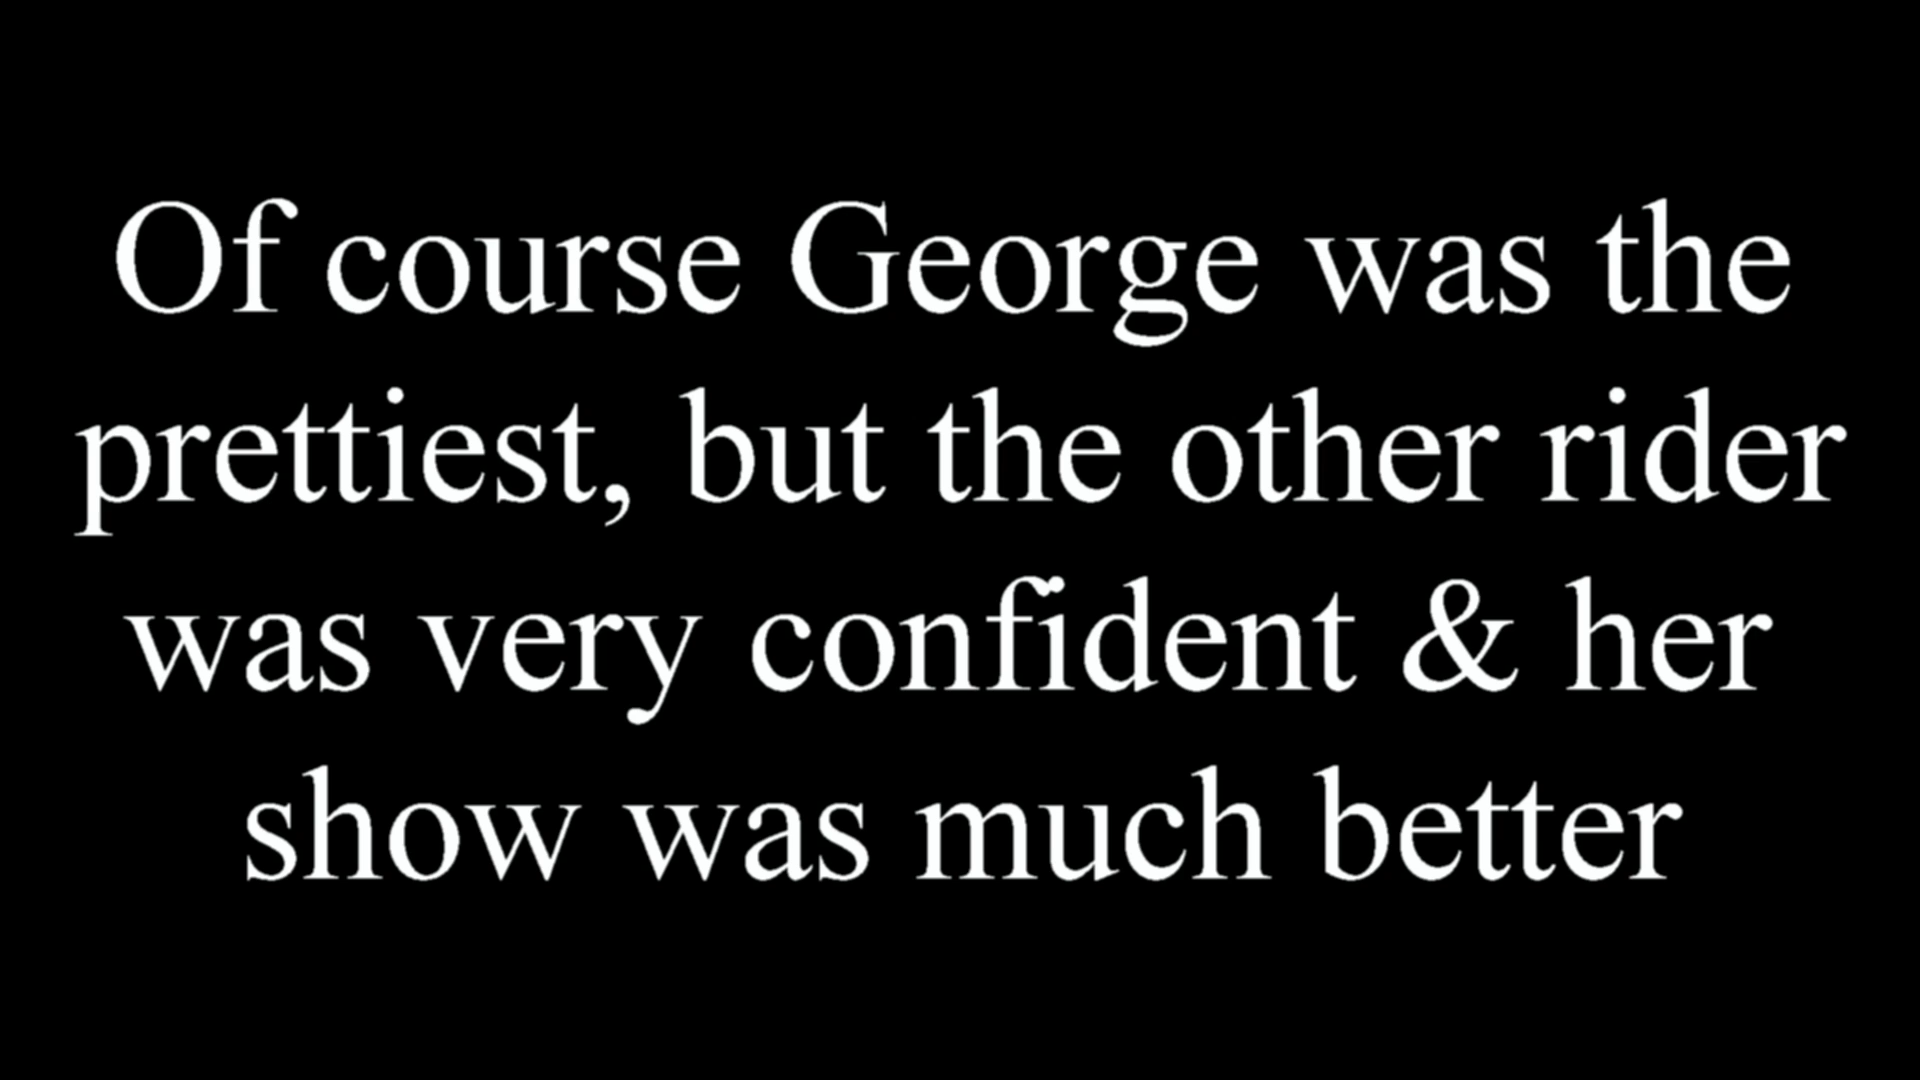 Of course George was the
prettiest, but the other rider
was very confident & her
show was much better